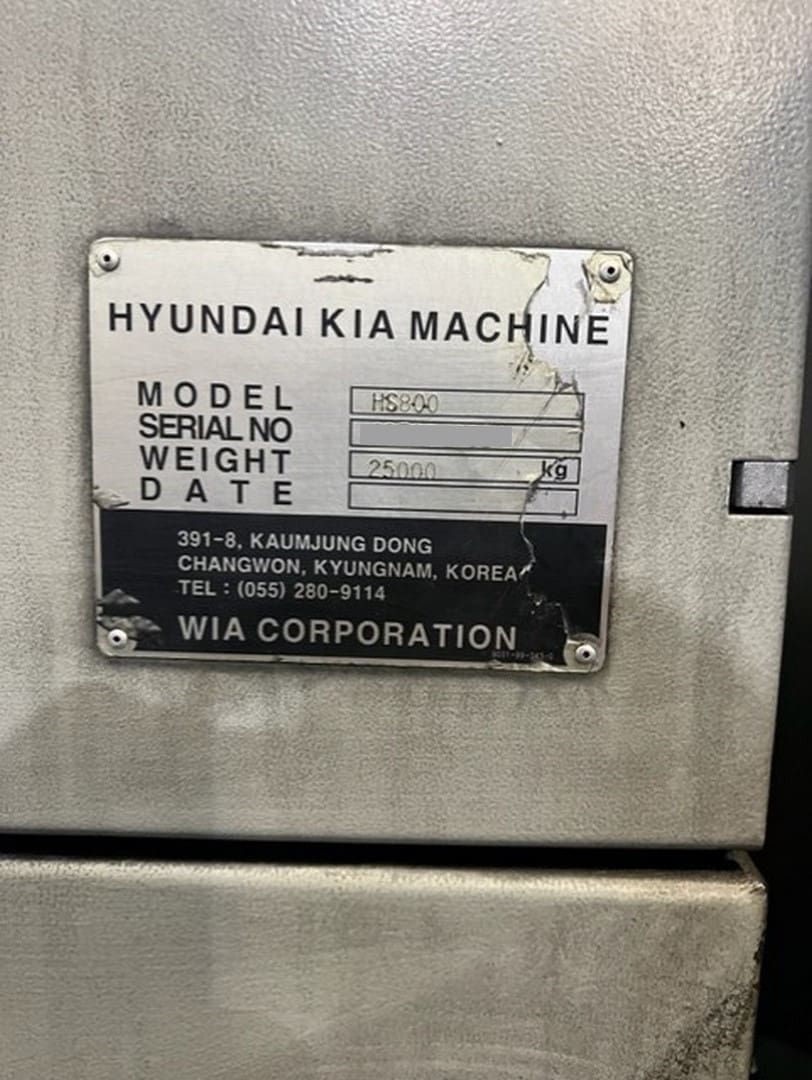 HYUNDAI KIA MACHINE
MODEL HS800
SERIAL NO
WEIGHT 25000 kg
DATE
391-8, KAUMJUNG DONG
CHANGWON, KYUNGNAM, KOREA
TEL : (055) 280-9114
WIA CORPORATION